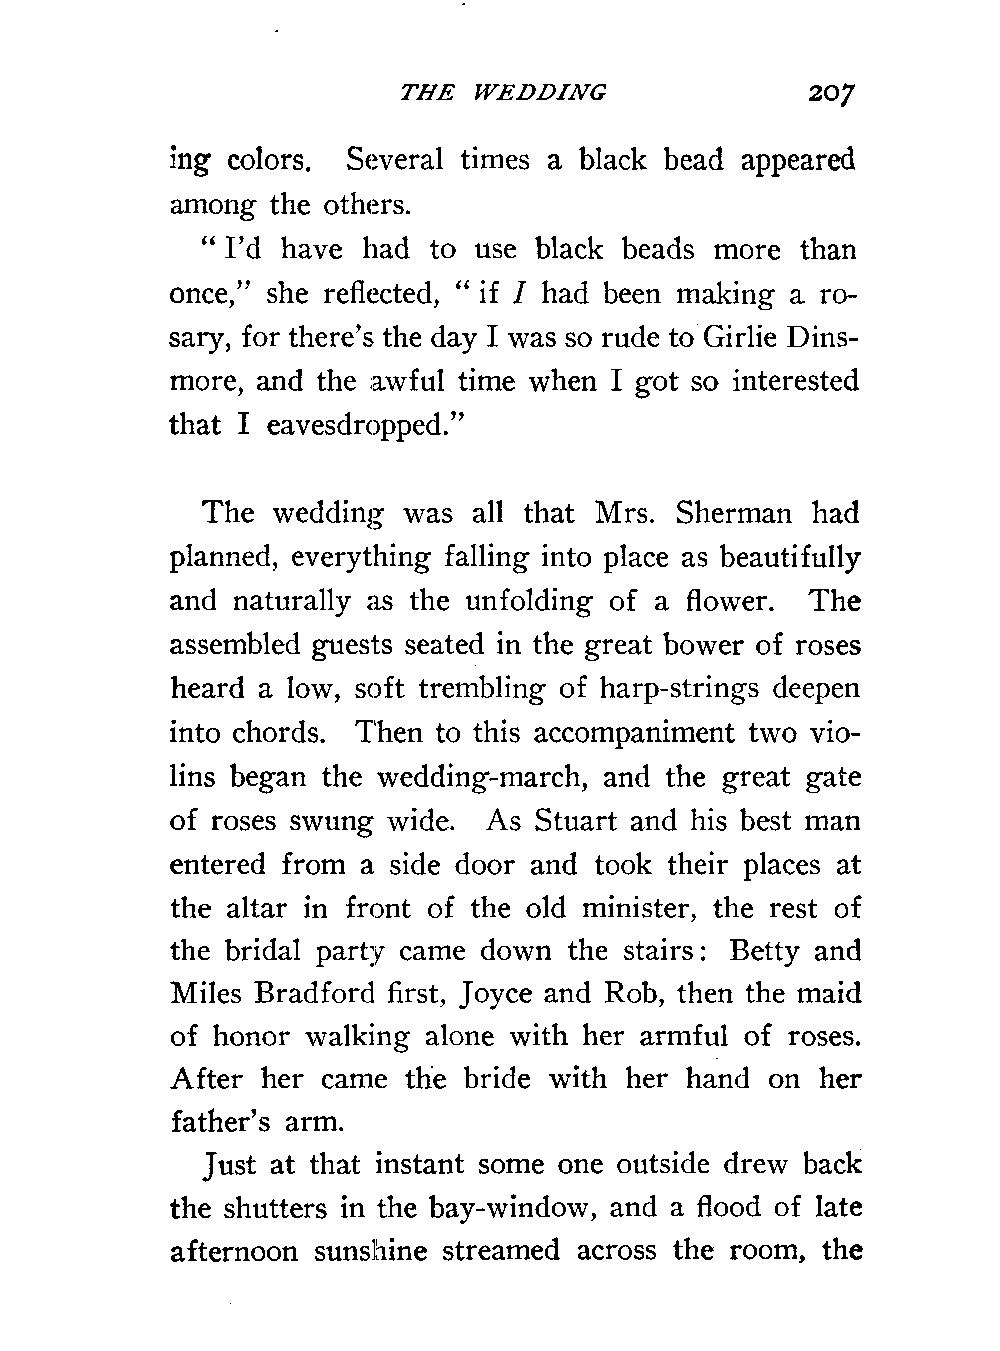 THE WEDDING 207
ing colors. Several times a black bead appeared
among the others.
" I'd have had to use black beads more than
once," she reflected, " if I had been making a ro-
sary, for there's the day I was so rude to Girlie Dins-
more, and the awful time when I got so interested
that I eavesdropped."
The wedding was all that Mrs. Sherman had
planned, everything falling into place as beautifully
and naturally as the unfolding of a flower. The
assembled guests seated in the great bower of roses
heard a low, soft trembling of harp-strings deepen
into chords. Then to this accompaniment two vio-
lins began the wedding-march, and the great gate
of roses swung wide. As Stuart and his best man
entered from a side door and took their places at
the altar in front of the old minister, the rest of
the bridal party came down the stairs: Betty and
Miles Bradford first, Joyce and Rob, then the maid
of honor walking alone with her armful of roses.
After her came the bride with her hand on her
father's arm.
Just at that instant some one outside drew back
the shutters in the bay-window, and a flood of late
afternoon sunshine streamed across the room, the